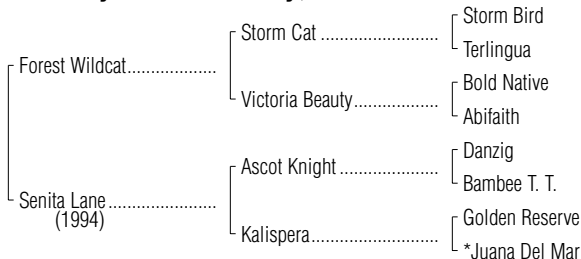 Storm Bird
Storm Cat ......................
Terlingua
Forest Wildcat..................
Bold Native
Victoria Beauty.................
Abifaith
Danzig
Ascot Knight ...................
Bambee T. T.
Senita Lane.....................
(1994)
Golden Reserve
Kalispera.........................
*Juana Del Mar